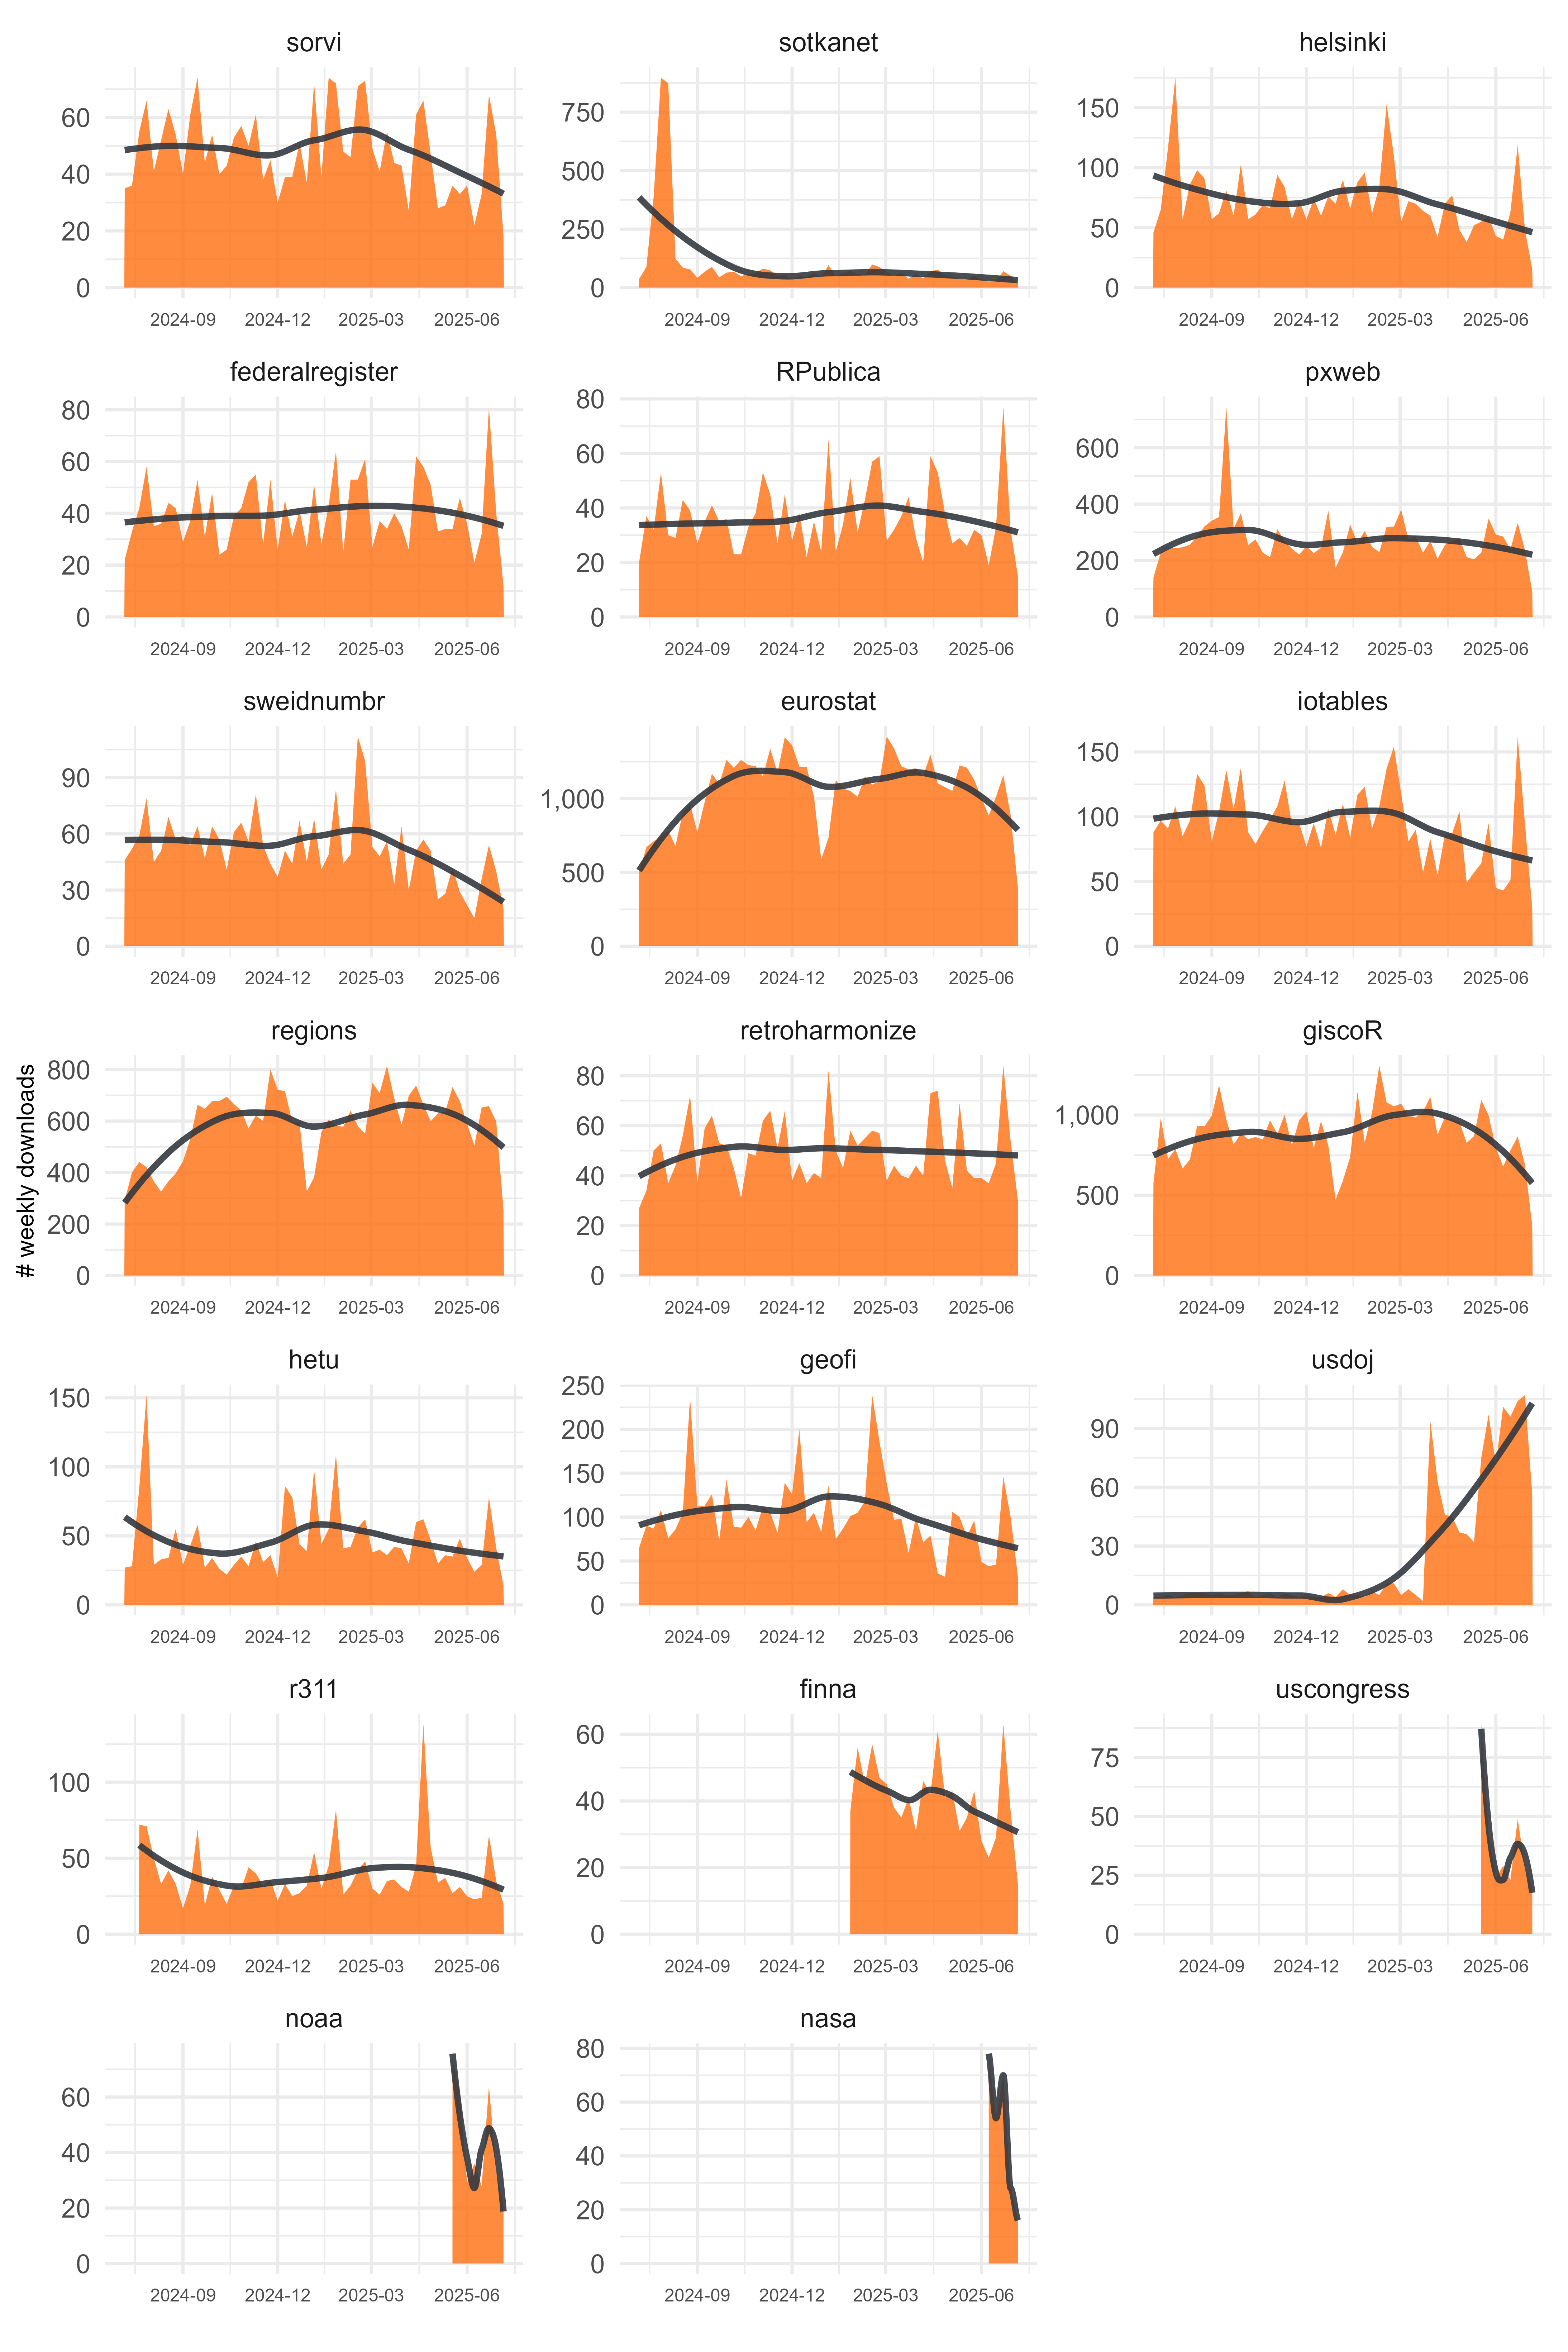 sorvi
sotkanet
helsinki
60
40
20
0
750
500
250
0
150
100
50
0
2024-09 2024-12 2025-03 2025-06
2024-09 2024-12 2025-03 2025-06
2024-09 2024-12 2025-03 2025-06
federalregister
RPublica
pxweb
80
60
40
20
0
80
60
40
20
0
600
400
200
0
2024-09 2024-12 2025-03 2025-06
2024-09 2024-12 2025-03 2025-06
2024-09 2024-12 2025-03 2025-06
sweidnumbr
eurostat
iotables
90
60
30
0
1,000
500
0
150
100
50
0
2024-09 2024-12 2025-03 2025-06
2024-09 2024-12 2025-03 2025-06
2024-09 2024-12 2025-03 2025-06
# weekly downloads
regions
retroharmonize
giscoR
800
600
400
200
0
80
60
40
20
0
1,000
500
0
2024-09 2024-12 2025-03 2025-06
2024-09 2024-12 2025-03 2025-06
2024-09 2024-12 2025-03 2025-06
hetu
geofi
usdoj
150
100
50
0
250
200
150
100
50
0
90
60
30
0
2024-09 2024-12 2025-03 2025-06
2024-09 2024-12 2025-03 2025-06
2024-09 2024-12 2025-03 2025-06
r311
finna
uscongress
100
50
0
60
40
20
0
75
50
25
0
2024-09 2024-12 2025-03 2025-06
2024-09 2024-12 2025-03 2025-06
2024-09 2024-12 2025-03 2025-06
noaa
nasa
60
40
20
0
80
60
40
20
0
2024-09 2024-12 2025-03 2025-06
2024-09 2024-12 2025-03 2025-06